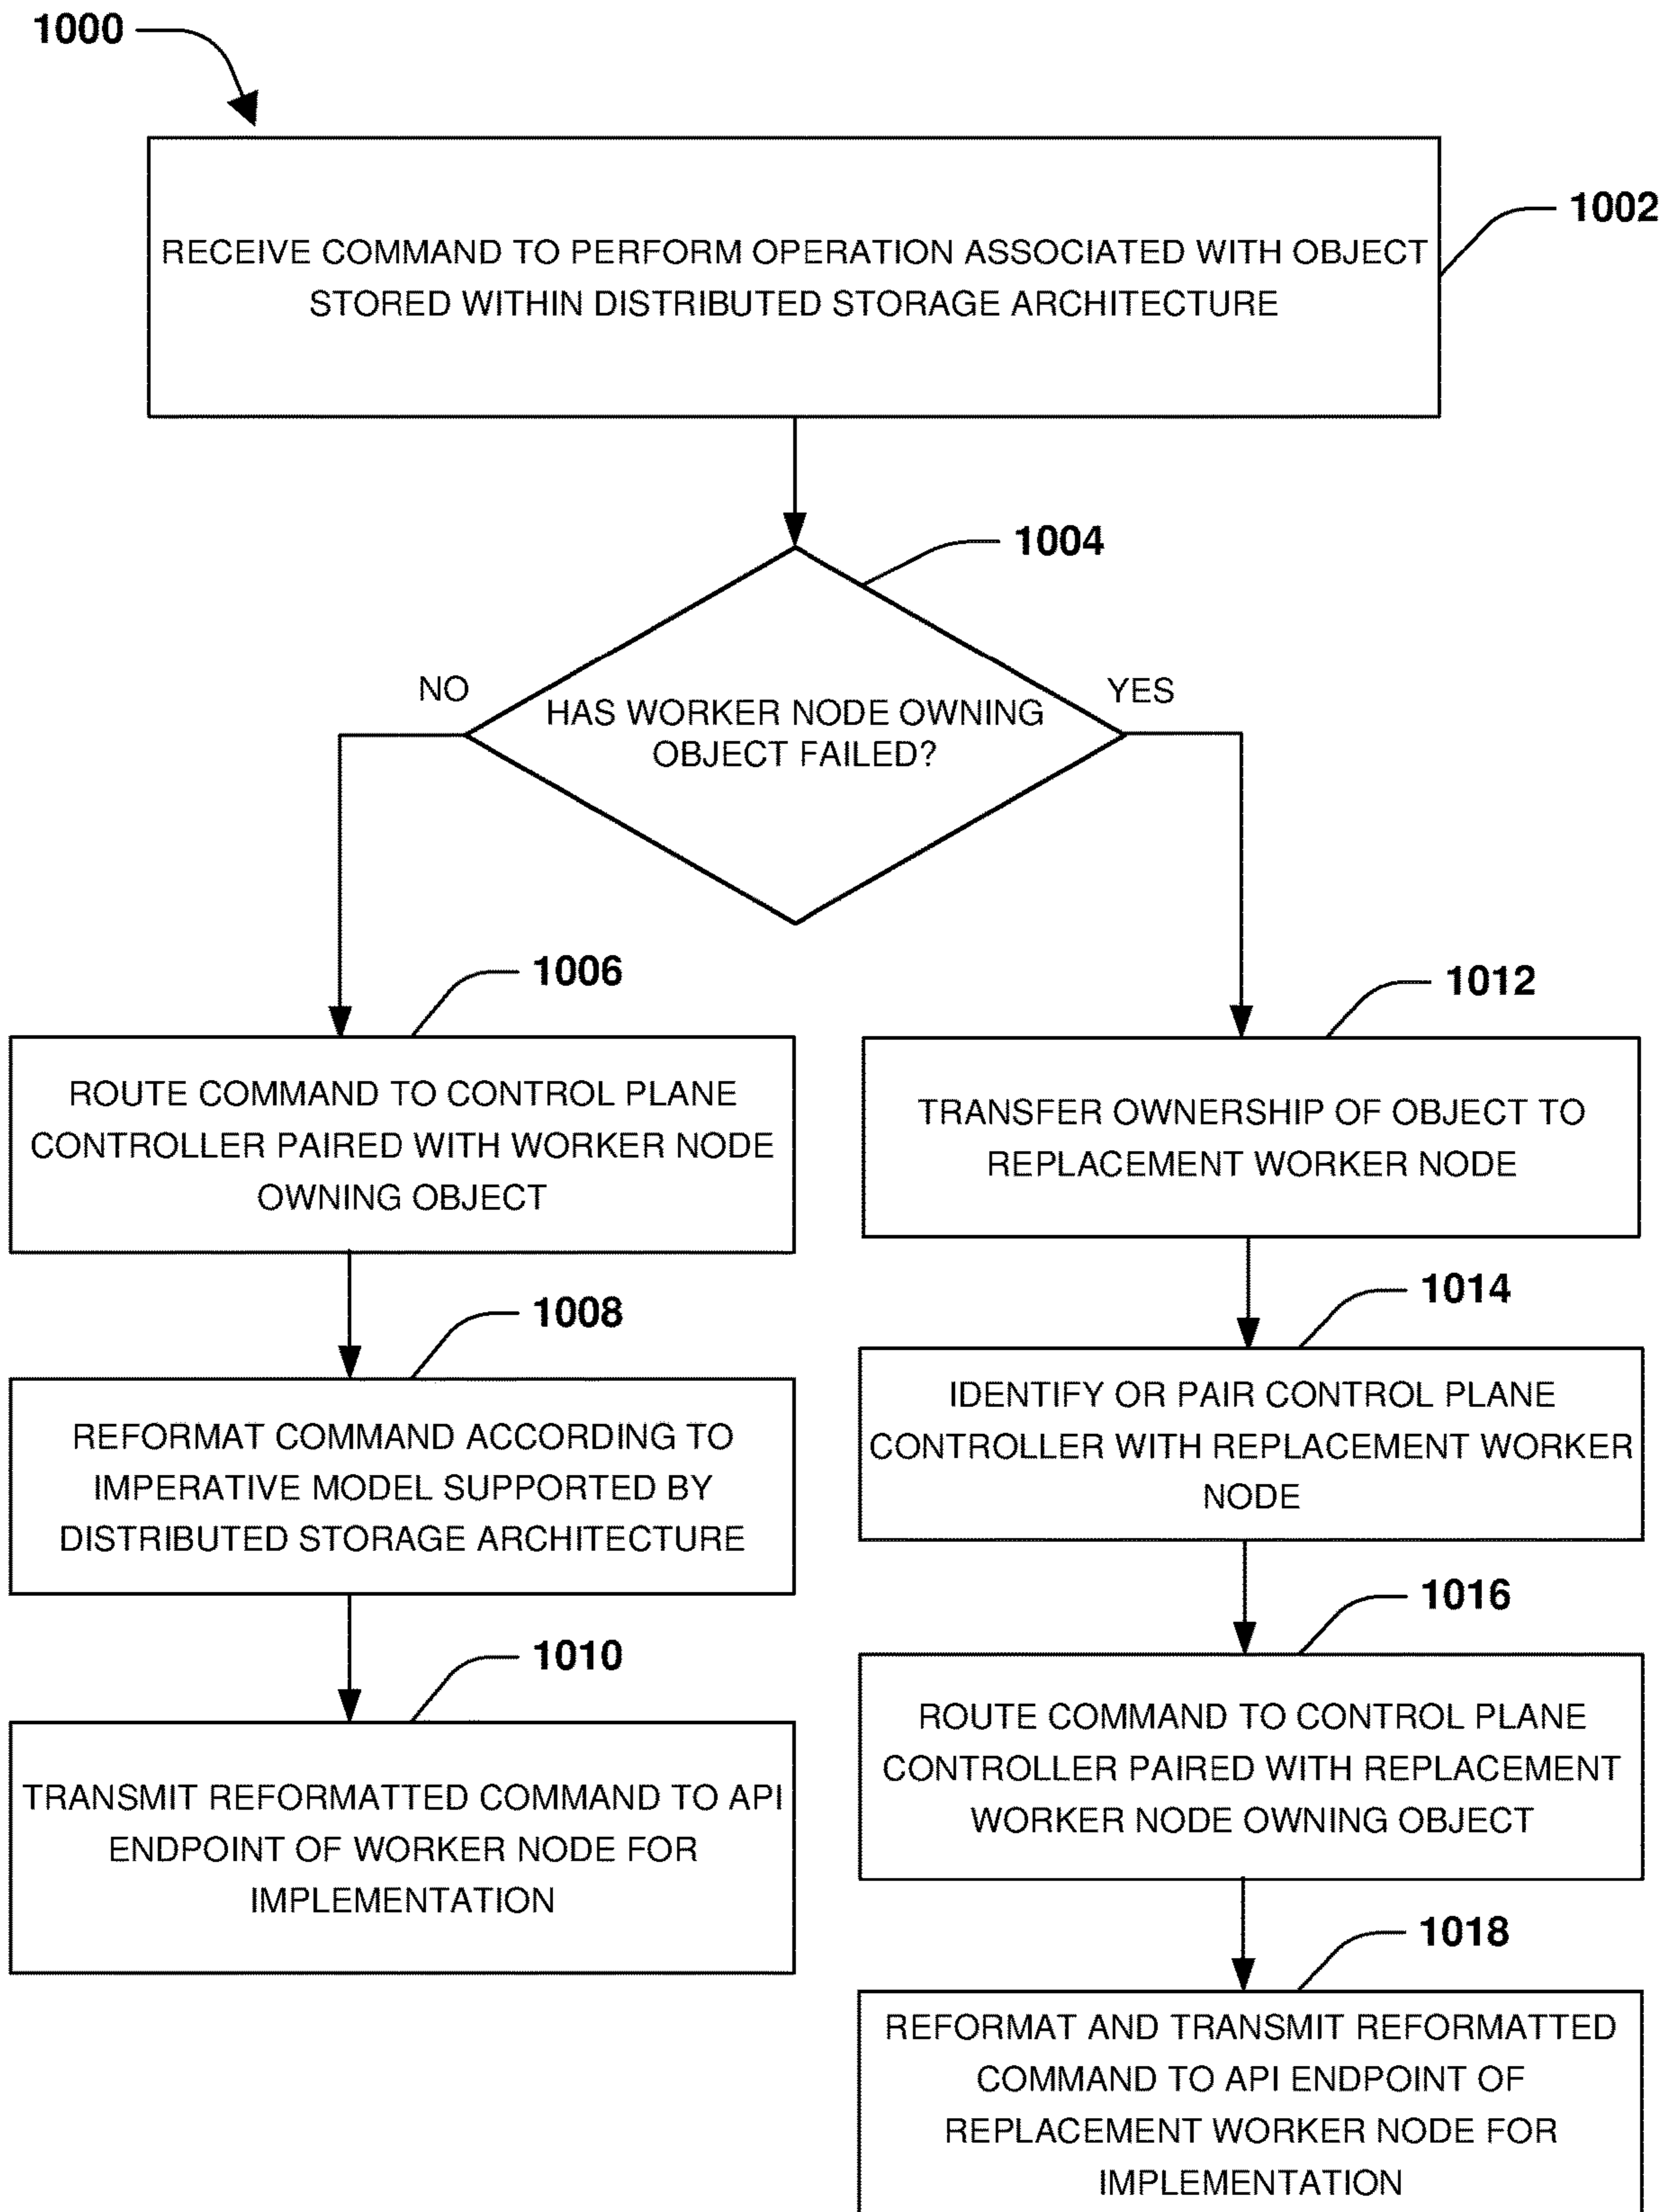 1000
1002
RECEIVE COMMAND TO PERFORM OPERATION ASSOCIATED WITH OBJECT
STORED WITHIN DISTRIBUTED STORAGE ARCHITECTURE
1004
NO
YES
HAS WORKER NODE OWNING
OBJECT FAILED?
1006
ROUTE COMMAND TO CONTROL PLANE
CONTROLLER PAIRED WITH WORKER NODE
OWNING OBJECT
1008
REFORMAT COMMAND ACCORDING TO
IMPERATIVE MODEL SUPPORTED BY
DISTRIBUTED STORAGE ARCHITECTURE
1010
TRANSMIT REFORMATTED COMMAND TO API
ENDPOINT OF WORKER NODE FOR
IMPLEMENTATION
1012
TRANSFER OWNERSHIP OF OBJECT TO
REPLACEMENT WORKER NODE
1014
IDENTIFY OR PAIR CONTROL PLANE
CONTROLLER WITH REPLACEMENT WORKER
NODE
1016
ROUTE COMMAND TO CONTROL PLANE
CONTROLLER PAIRED WITH REPLACEMENT
WORKER NODE OWNING OBJECT
1018
REFORMAT AND TRANSMIT REFORMATTED
COMMAND TO API ENDPOINT OF
REPLACEMENT WORKER NODE FOR
IMPLEMENTATION